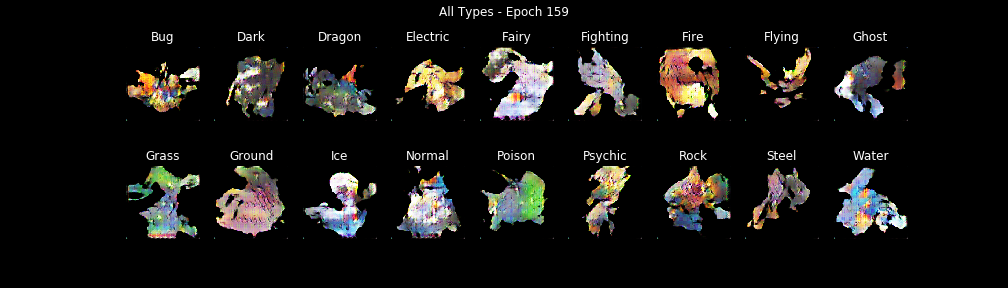 All Types - Epoch 159
Bug Dark Dragon Electric Fairy Fighting Fire Flying Ghost
Grass Ground Ice Normal Poison Psychic Rock Steel Water